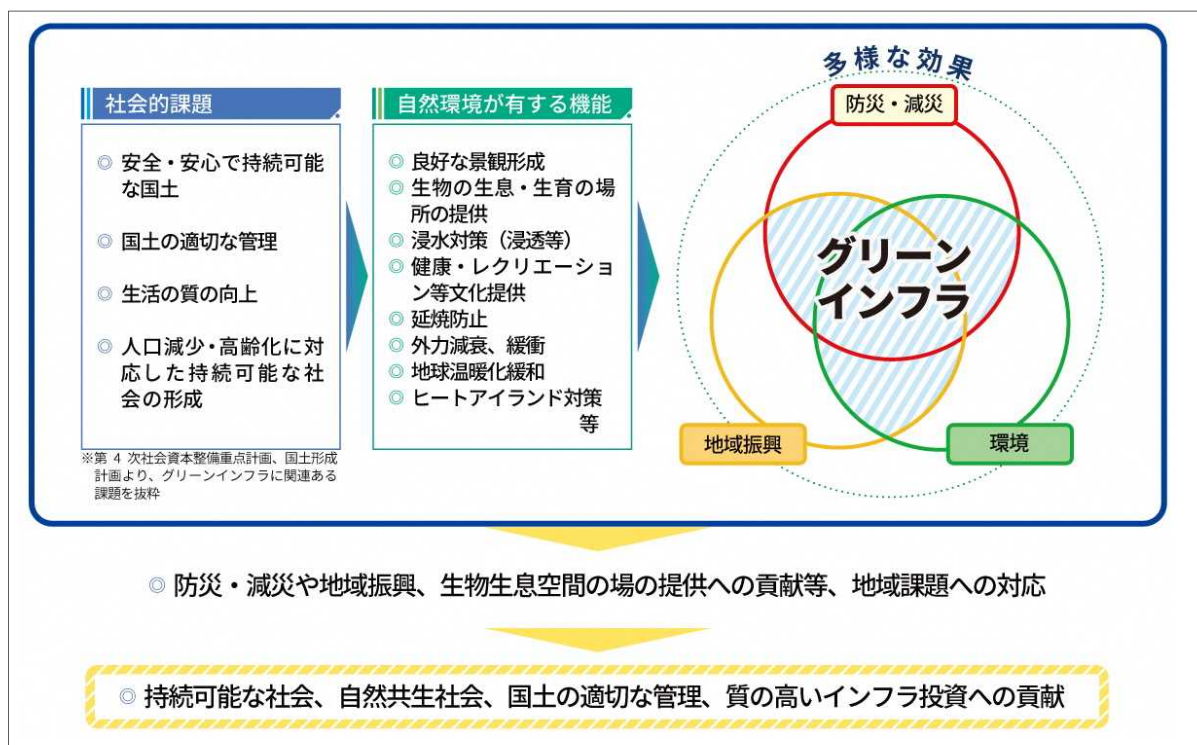 社会的課題
◎ 安全・安心で持続可能
な国土
◎ 国土の適切な管理
◎ 生活の質の向上
◎ 人口減少・高齢化に対
応した持続可能な社
会の形成
※第 4 次社会資本整備重点計画、国土形成
計画より、グリーンインフラに関連ある
課題を抜粋
自然環境が有する機能
◎ 良好な景観形成
◎ 生物の生息・生育の場
所の提供
◎ 浸水対策（浸透等）
◎ 健康・レクリエーショ
ン等文化提供
◎ 延焼防止
◎ 外力減衰、緩衝
◎ 地球温暖化緩和
◎ ヒートアイランド対策
等
多様な効果
防災・減災
グリーン
インフラ
地域振興
環境
◎ 防災・減災や地域振興、生物生息空間の場の提供への貢献等、地域課題への対応
◎ 持続可能な社会、自然共生社会、国土の適切な管理、質の高いインフラ投資への貢献